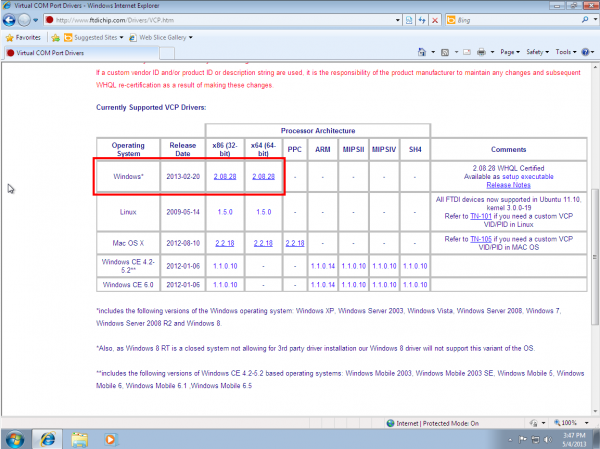 Virtual COM Port Drivers - Windows Internet Explorer
http://www.ftdichip.com/Drivers/VCP.htm
Bing
Favorites
Suggested Sites
Web Slice Gallery
Virtual COM Port Drivers
Page
Safety
Tools
If a custom vendor ID and/or product ID or description string are used, it is the responsibility of the product manufacturer to maintain any changes and subsequent
WHQL re-certification as a result of making these changes.
Currently Supported VCP Drivers:
Processor Architecture
Operating System Release Date x86 (32-bit) x64 (64-bit) PPC ARM MIPSII MIPSIV SH4 Comments
Windows* 2013-02-20 2.08.28 2.08.28 - - - - - 2.08.28 WHQL Certified
Available as setup executable
Release Notes
Linux 2009-05-14 1.5.0 1.5.0 - - - - - All FTDI devices now supported in Ubuntu 11.10,
kernel 3.0.0-19
Refer to TN-101 if you need a custom VCP
VID/PID in Linux
Mac OS X 2012-08-10 2.2.18 2.2.18 2.2.18 - - - - Refer to TN-105 if you need a custom VCP
VID/PID in MAC OS
Windows CE 4.2-5.2** 2012-01-06 1.1.0.10 - - 1.1.0.14 1.1.0.10 1.1.0.10 1.1.0.10
Windows CE 6.0 2012-01-06 1.1.0.10 - - 1.1.0.14 1.1.0.10 1.1.0.10 1.1.0.10
*includes the following versions of the Windows operating system: Windows XP, Windows Server 2003, Windows Vista, Windows Server 2008, Windows 7,
Windows Server 2008 R2 and Windows 8.
*Also, as Windows 8 RT is a closed system not allowing for 3rd party driver installation our Windows 8 driver will not support this variant of the OS.
**includes the following versions of Windows CE 4.2-5.2 based operating systems: Windows Mobile 2003, Windows Mobile 2003 SE, Windows Mobile 5, Windows
Mobile 6, Windows Mobile 6.1 ,Windows Mobile 6.5
Internet | Protected Mode: On
100%
3:47 PM
5/4/2013